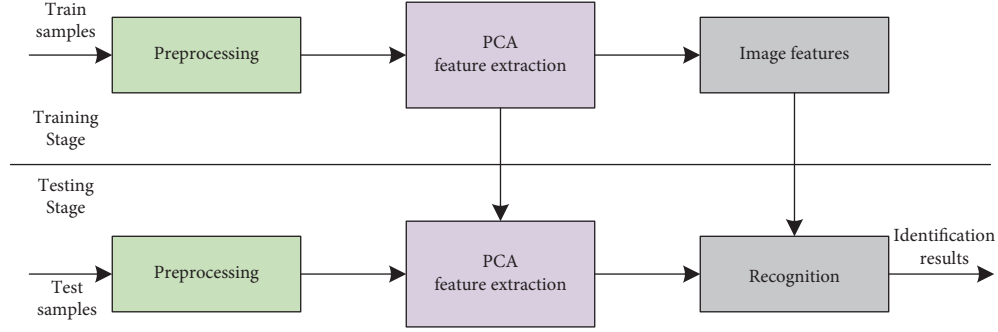 Train
samples
Preprocessing
PCA
feature extraction
Image features
Training
Stage
Testing
Stage
Test
samples
Preprocessing
PCA
feature extraction
Recognition
Identification
results